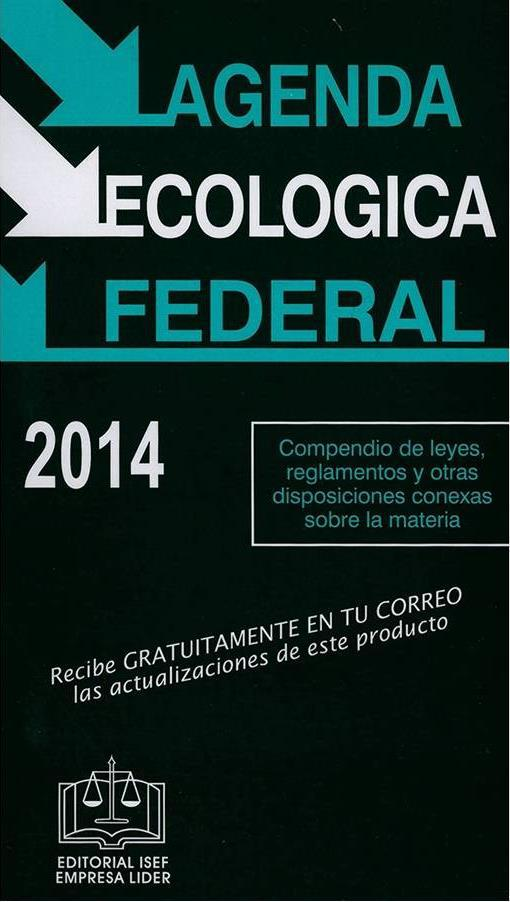 AGENDA
ECOLOGICA
FEDERAL
2014
Compendio de leyes,
reglamentos y otras
disposiciones conexas
sobre la materia
Recibe GRATUITAMENTE EN TU CORREO
las actualizaciones de este producto
EDITORIAL ISEF
EMPRESA LIDER